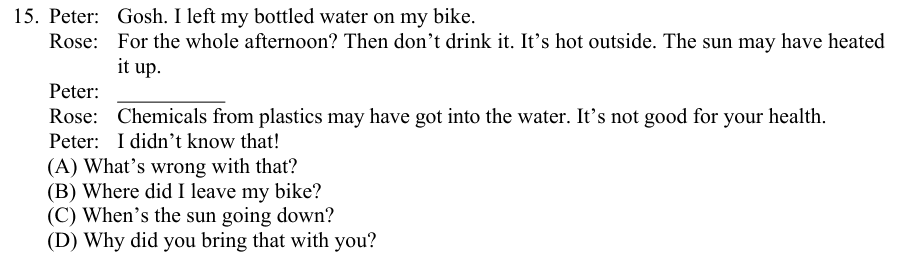 15. Peter: Gosh. I left my bottled water on my bike.
Rose: For the whole afternoon? Then don’t drink it. It’s hot outside. The sun may have heated
it up.
Peter: __________
Rose: Chemicals from plastics may have got into the water. It’s not good for your health.
Peter: I didn’t know that!
(A) What’s wrong with that?
(B) Where did I leave my bike?
(C) When’s the sun going down?
(D) Why did you bring that with you?